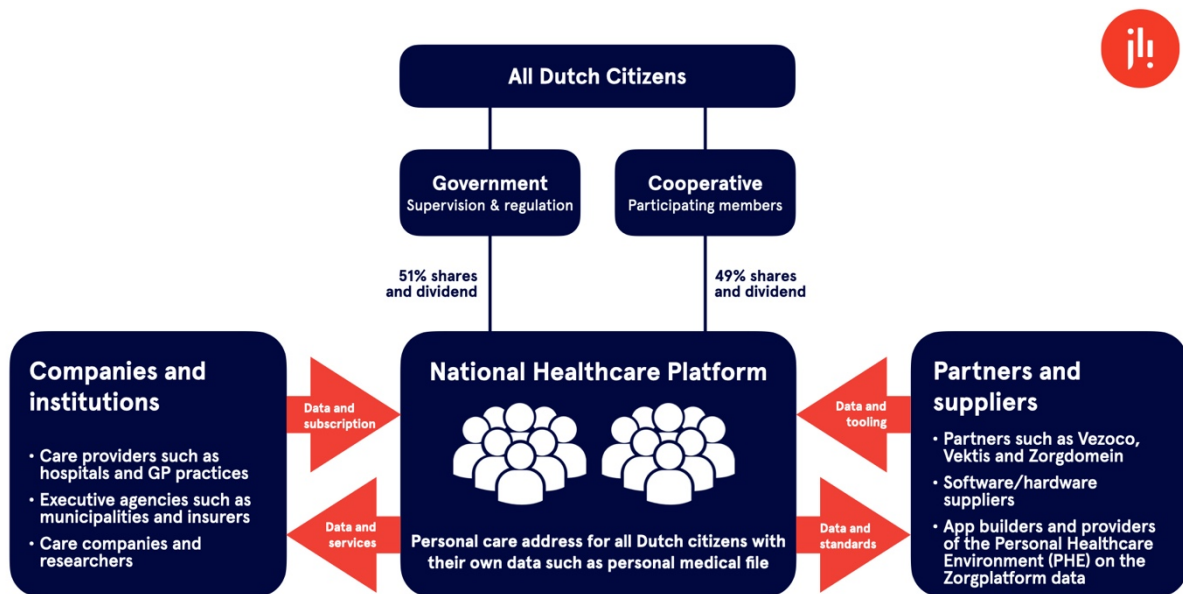 jli!
All Dutch Citizens
Government
Supervision & regulation
Cooperative
Participating members
51% shares
and dividend
49% shares
and dividend
Companies and
institutions
• Care providers such as
hospitals and GP practices
• Executive agencies such as
municipalities and insurers
• Care companies and
researchers
Data and
subscription
Data and
services
National Healthcare Platform
Personal care address for all Dutch citizens with
their own data such as personal medical file
Data and
tooling
Data and
standards
Partners and
suppliers
• Partners such as Vezoco,
Vektis and Zorgdomein
• Software/hardware
suppliers
• App builders and providers
of the Personal Healthcare
Environment (PHE) on the
Zorgplatform data